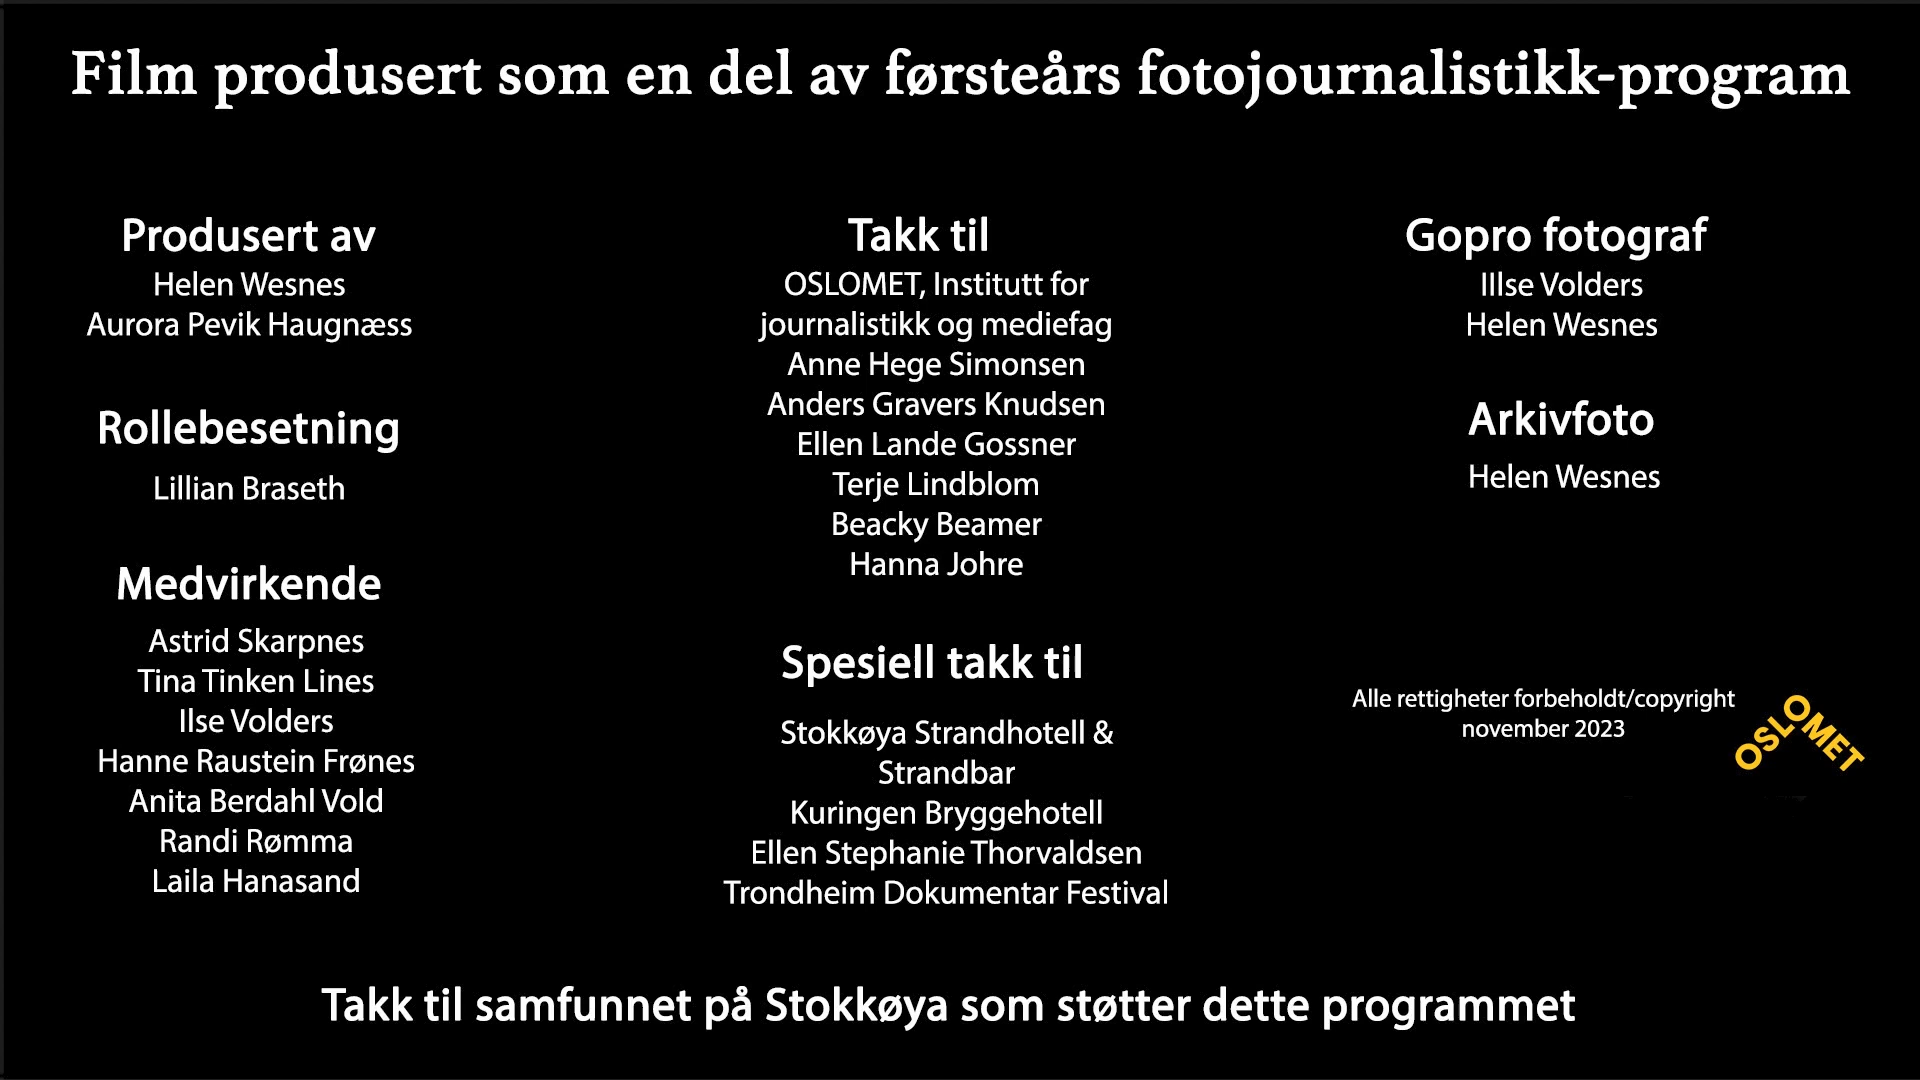 Film produsert som en del av førsteårs fotojournalistikk-program
Produsert av
Helen Wesnes
Aurora Pevik Haugnæss
Rollebesetning
Lillian Braseth
Medvirkende
Astrid Skarpnes
Tina Tinken Lines
Ilse Volders
Hanne Raustein Frønes
Anita Berdahl Vold
Randi Rømma
Laila Hanasand
Takk til
OSLOMET, Institutt for
journalistikk og mediefag
Anne Hege Simonsen
Anders Gravers Knudsen
Ellen Lande Gossner
Terje Lindblom
Beacky Beamer
Hanna Johre
Spesiell takk til
Stokkøya Strandhotell &
Strandbar
Kuringen Bryggehotell
Ellen Stephanie Thorvaldsen
Trondheim Dokumentar Festival
Gopro fotograf
IIlse Volders
Helen Wesnes
Arkivfoto
Helen Wesnes
Alle rettigheter forbeholdt/copyright
november 2023
OSLOMET
Takk til samfunnet på Stokkøya som støtter dette programmet